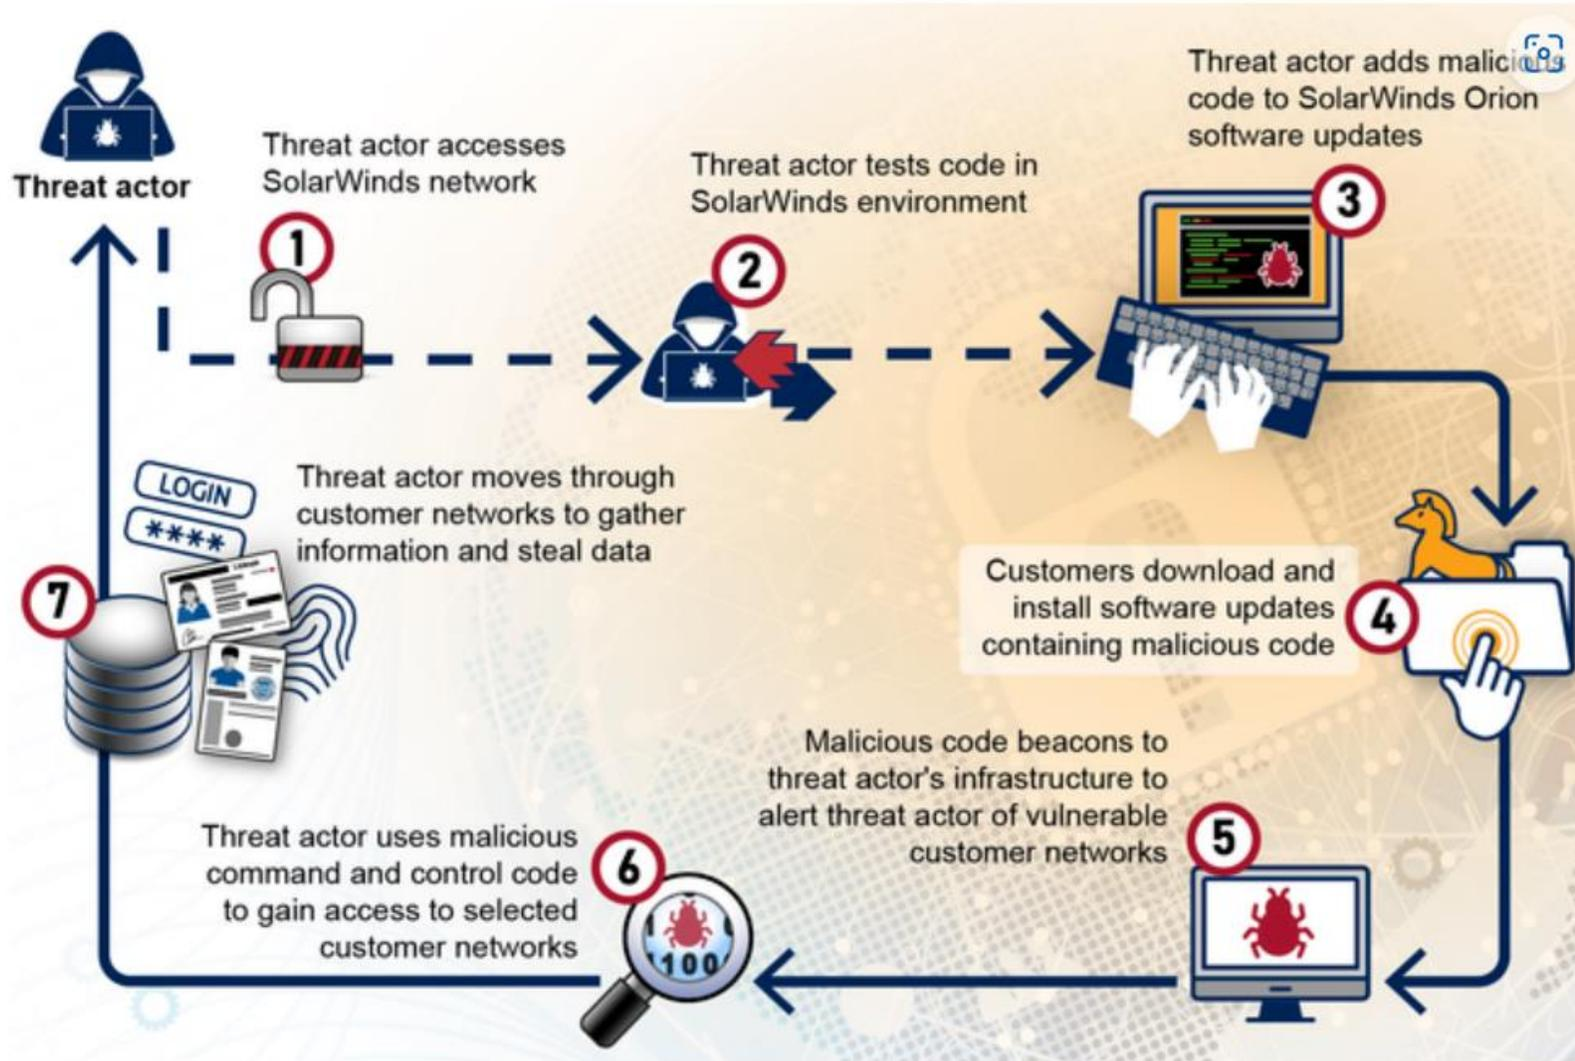 Threat actor
Threat actor accesses
SolarWinds network
1
Threat actor tests code in
SolarWinds environment
2
Threat actor adds malicious
code to SolarWinds Orion
software updates
3
Customers download and
install software updates
containing malicious code
4
Malicious code beacons to
threat actor's infrastructure to
alert threat actor of vulnerable
customer networks
5
Threat actor uses malicious
command and control code
to gain access to selected
customer networks
6
1100
Threat actor moves through
customer networks to gather
information and steal data
7
LOGIN
****